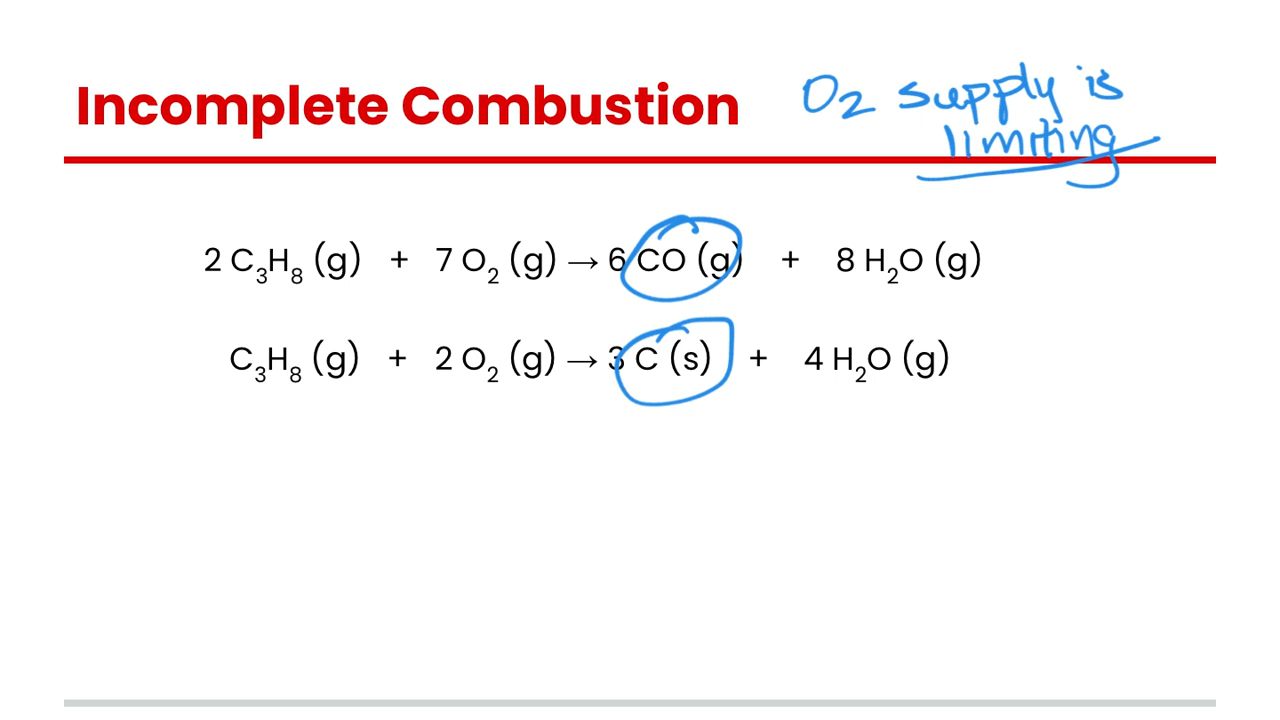 Incomplete Combustion
O₂ supply is
limiting
2 C₃H₈ (g) + 7 O₂ (g) → 6 CO (g) + 8 H₂O (g)
C₃H₈ (g) + 2 O₂ (g) → 3 C (s) + 4 H₂O (g)